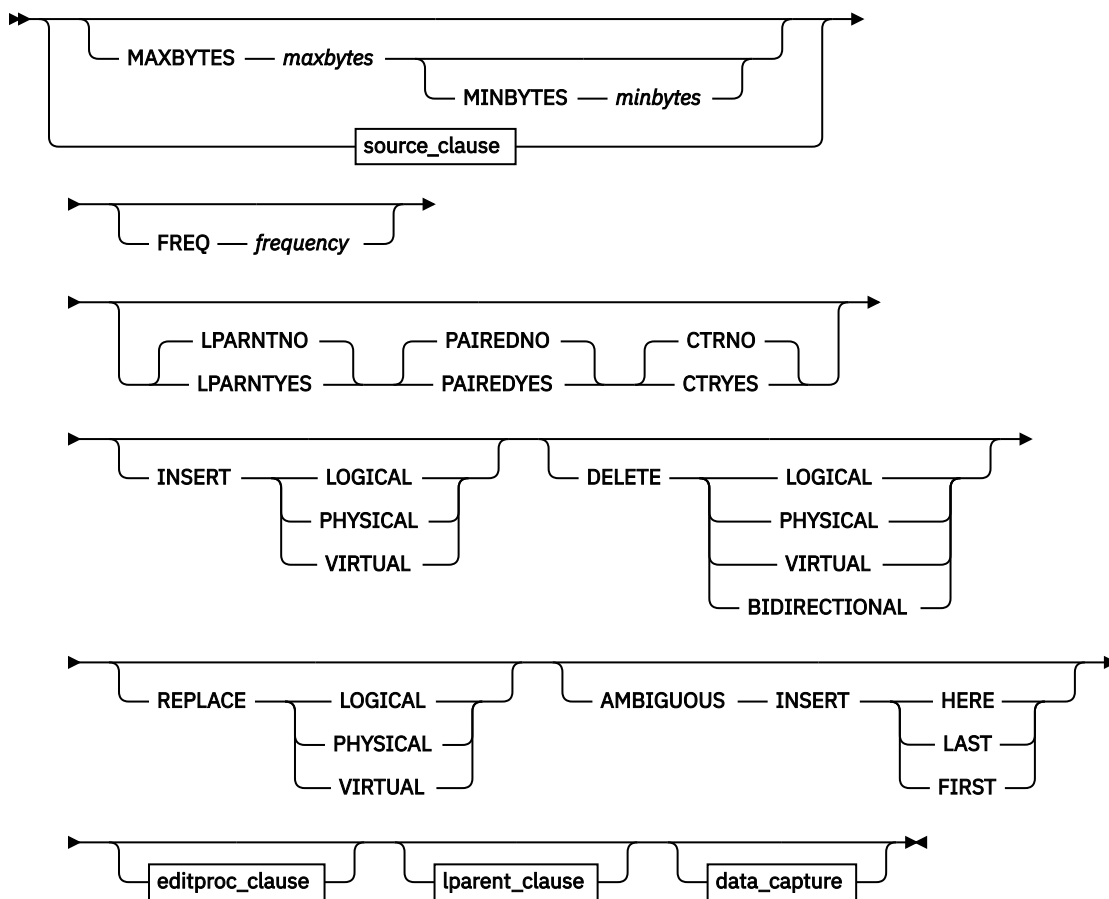 MAXBYTES maxbytes
MINBYTES minbytes
source_clause
FREQ frequency
LPARNTNO PAIREDNO CTRNO
LPARNTYES PAIREDYES CTRYES
INSERT LOGICAL DELETE LOGICAL
PHYSICAL PHYSICAL
VIRTUAL VIRTUAL
BIDIRECTIONAL
REPLACE LOGICAL AMBIGUOUS INSERT HERE
PHYSICAL LAST
VIRTUAL FIRST
editproc_clause lparent_clause data_capture